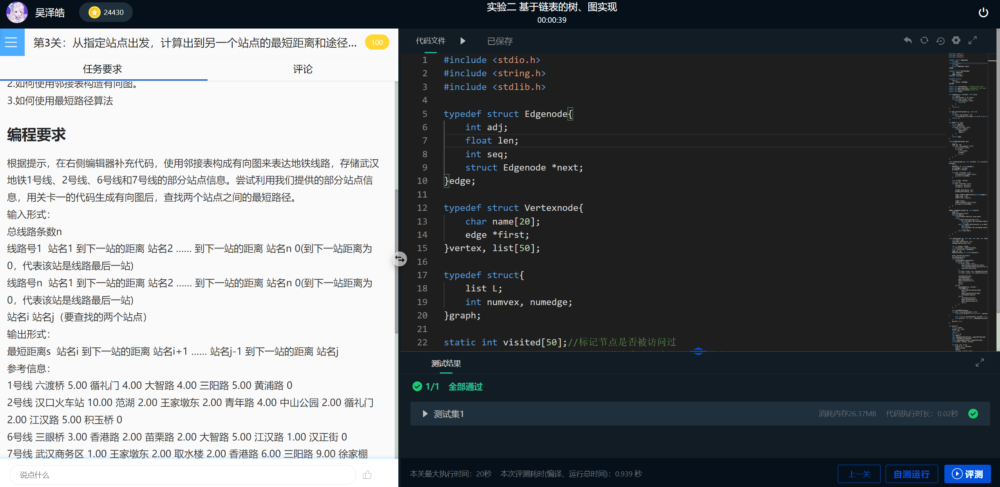 吴泽皓
24430
实验二 基于链表的树、图实现
00:00:39
第3关：从指定站点出发，计算出到另一个站点的最短距离和途径...
100
任务要求
评论
2.如何使用邻接表构造有向图。
3.如何使用最短路径算法
编程要求
根据提示，在右侧编辑器补充代码，使用邻接表构成有向图来表达地铁线路，存储武汉
地铁1号线、2号线、6号线和7号线的部分站点信息。尝试利用我们提供的部分站点信
息，用关卡一的代码生成有向图后，查找两个站点之间的最短路径。
输入形式：
总线路条数n
线路号1 站名1 到下一站的距离 站名2 ...... 到下一站的距离 站名n 0(到下一站距离为
0，代表该站是线路最后一站)
线路号n 站名1 到下一站的距离 站名2 ...... 到下一站的距离 站名n 0(到下一站距离为
0，代表该站是线路最后一站)
站名i 站名j（要查找的两个站点）
输出形式：
最短距离s 站名i 到下一站的距离 站名i+1 ...... 站名j-1 到下一站的距离 站名j
参考信息：
1号线 六渡桥 5.00 循礼门 4.00 大智路 4.00 三阳路 5.00 黄浦路 0
2号线 汉口火车站 10.00 范湖 2.00 王家墩东 2.00 青年路 4.00 中山公园 2.00 循礼门
2.00 江汉路 5.00 积玉桥 0
6号线 三眼桥 3.00 香港路 2.00 苗栗路 2.00 大智路 5.00 江汉路 1.00 汉正街 0
7号线 武汉商务区 1.00 王家墩东 2.00 取水楼 2.00 香港路 6.00 三阳路 9.00 徐家棚
说点什么
代码文件
已保存
1 #include <stdio.h>
2 #include <string.h>
3 #include <stdlib.h>
4
5 typedef struct Edgenode{
6 int adj;
7 float len;
8 int seq;
9 struct Edgenode *next;
10 }edge;
11
12 typedef struct Vertexnode{
13 char name[20];
14 edge *first;
15 }vertex, list[50];
16
17 typedef struct{
18 list L;
19 int numvex, numedge;
20 }graph;
21
22 static int visited[50];//标记节点是否被访问过
测试结果
1/1 全部通过
测试集1
消耗内存26.37MB 代码执行时长：0.02秒
本关最大执行时间：20秒 本次评测耗时(编译、运行总时间)：0.939 秒
上一关
自测运行
评测